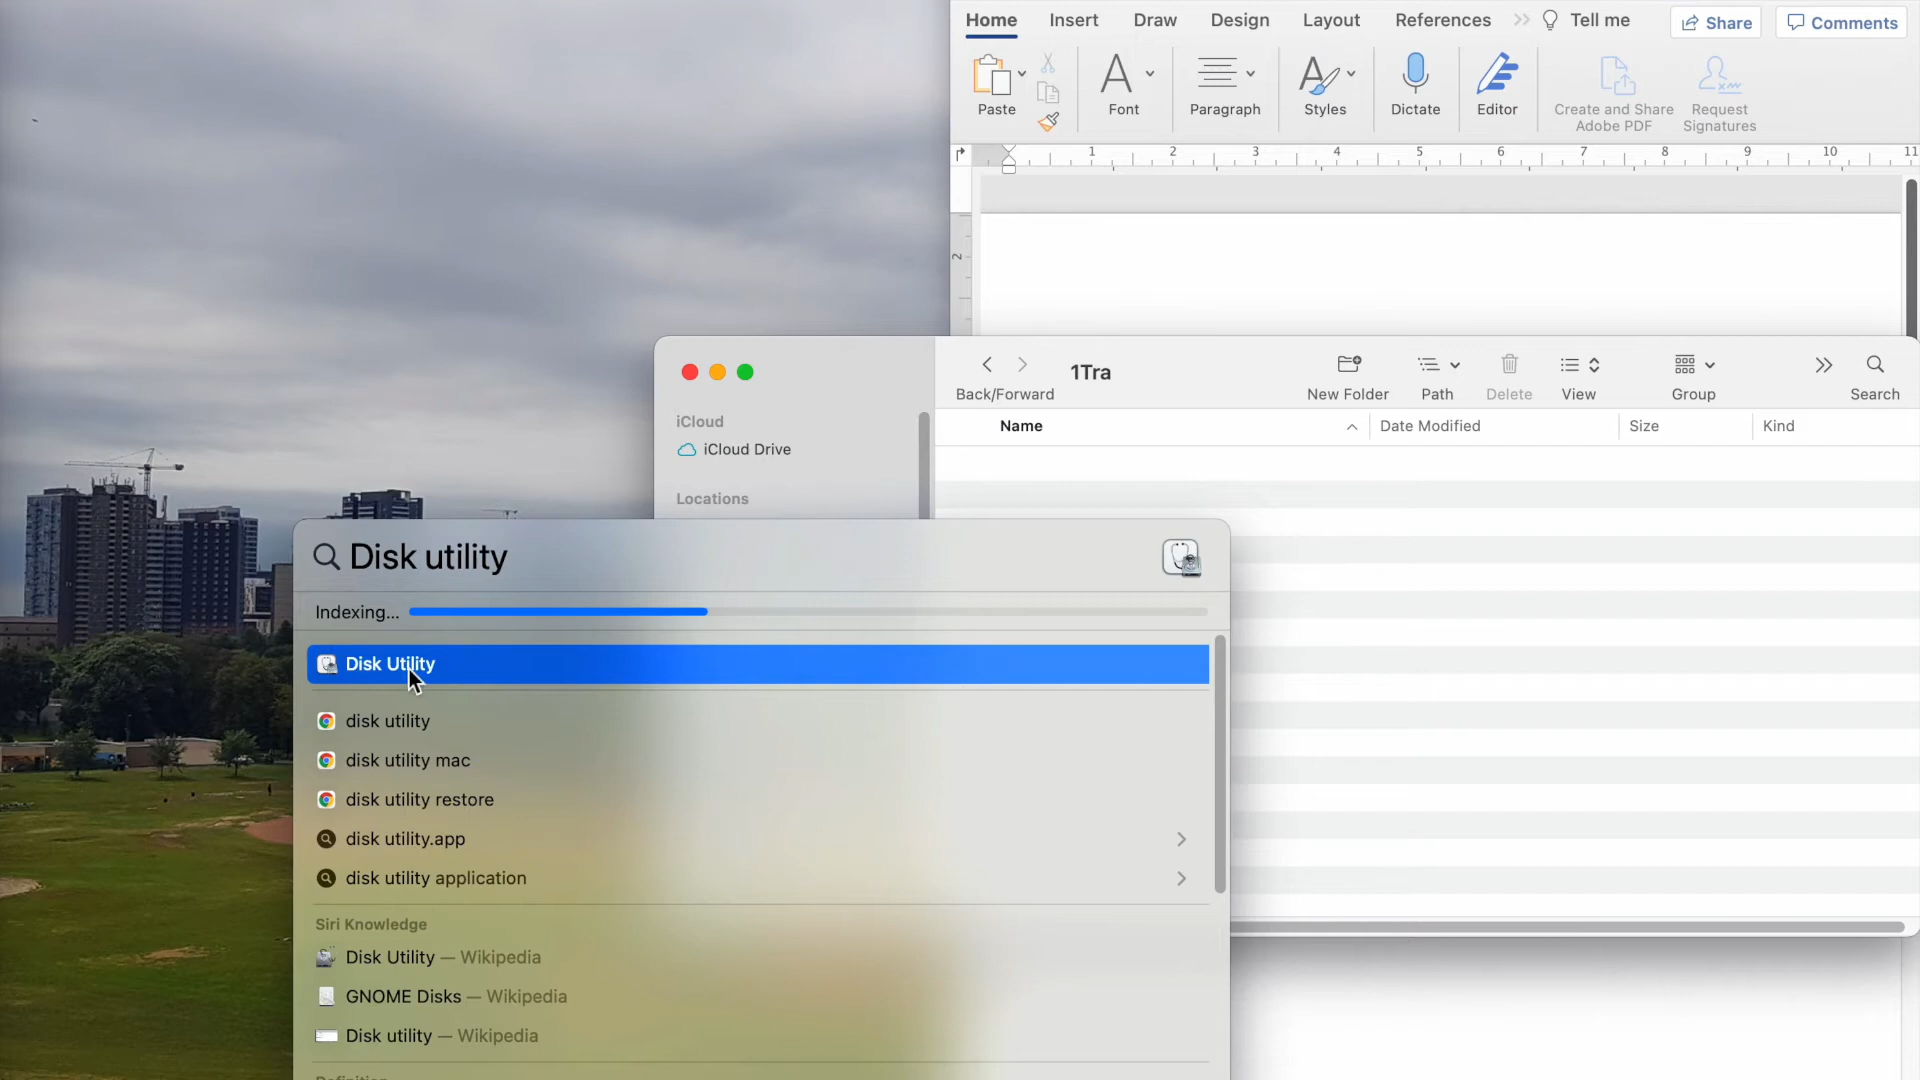 Home Insert Draw Design Layout References Tell me Share Comments
Paste Font Paragraph Styles Dictate Editor Create and Share Adobe PDF Request Signatures
1 2 3 4 5 6 7 8 9 10 11
2
1Tra
Back/Forward New Folder Path Delete View Group Search
Name Date Modified Size Kind
iCloud
iCloud Drive
Locations
Disk utility
Indexing...
Disk Utility
disk utility
disk utility mac
disk utility restore
disk utility.app
disk utility application
Siri Knowledge
Disk Utility — Wikipedia
GNOME Disks — Wikipedia
Disk utility — Wikipedia